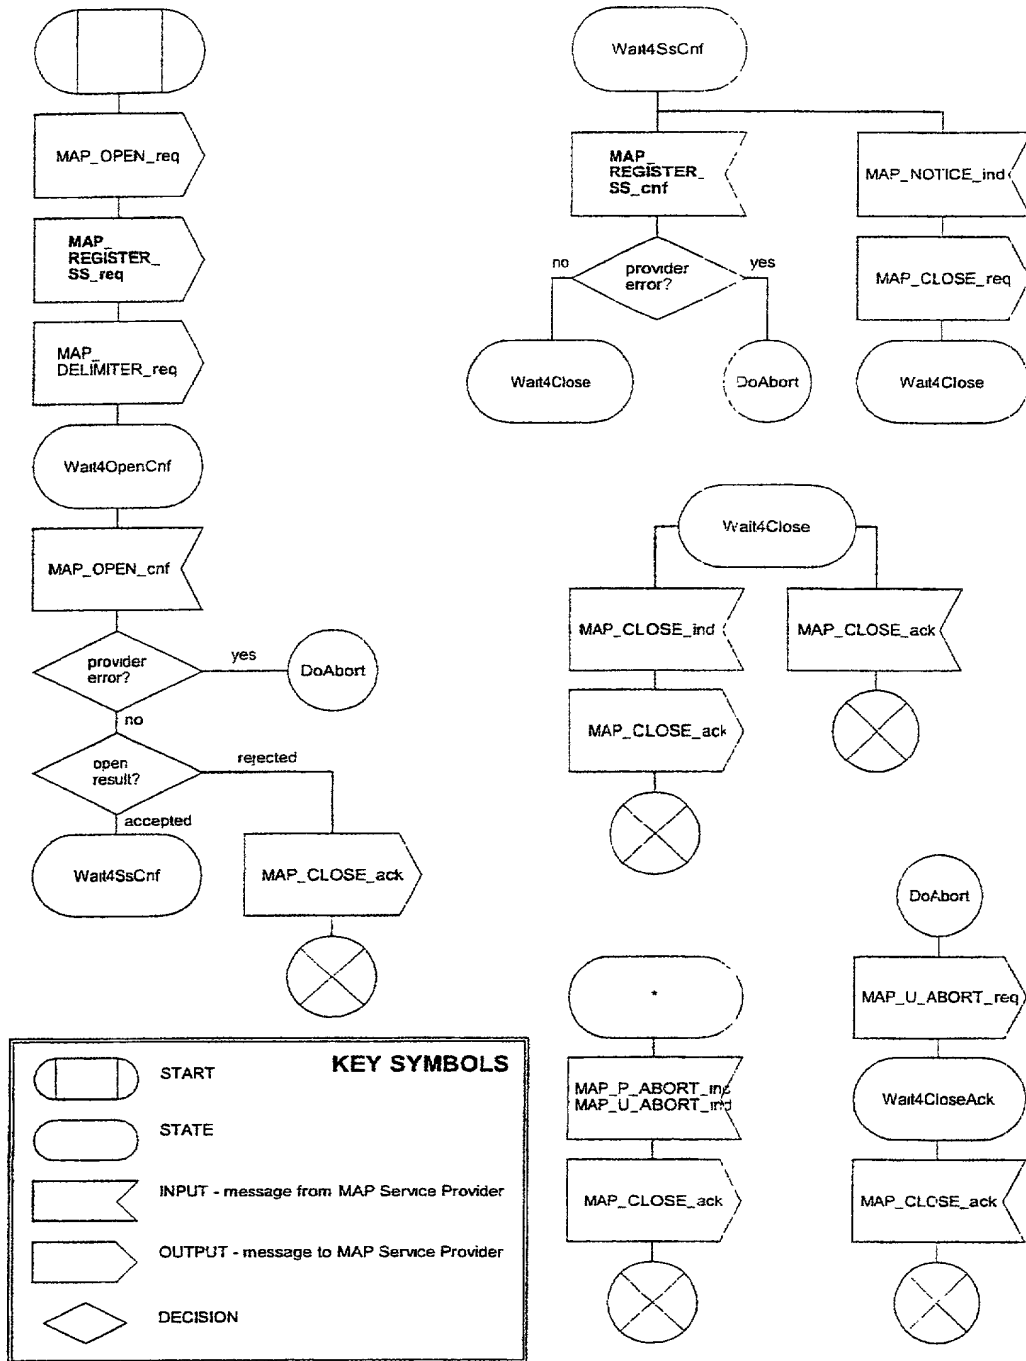 MAP_OPEN_req
MAP_
REGISTER_
SS_req
MAP_
DELIMITER_req
Wait4OpenCnf
MAP_OPEN_cnf
provider
error?
yes
DoAbort
no
open
result?
rejected
accepted
Wait4SsCnf
MAP_CLOSE_ack
Wait4SsCnf
MAP_
REGISTER_
SS_cnf
MAP_NOTICE_ind
no
provider
error?
yes
MAP_CLOSE_req
Wait4Close
DoAbort
Wait4Close
Wait4Close
MAP_CLOSE_ind
MAP_CLOSE_ack
MAP_CLOSE_ack
*
MAP_P_ABORT_ind
MAP_U_ABORT_ind
MAP_CLOSE_ack
DoAbort
MAP_U_ABORT_req
Wait4CloseAck
MAP_CLOSE_ack
KEY SYMBOLS
START
STATE
INPUT - message from MAP Service Provider
OUTPUT - message to MAP Service Provider
DECISION